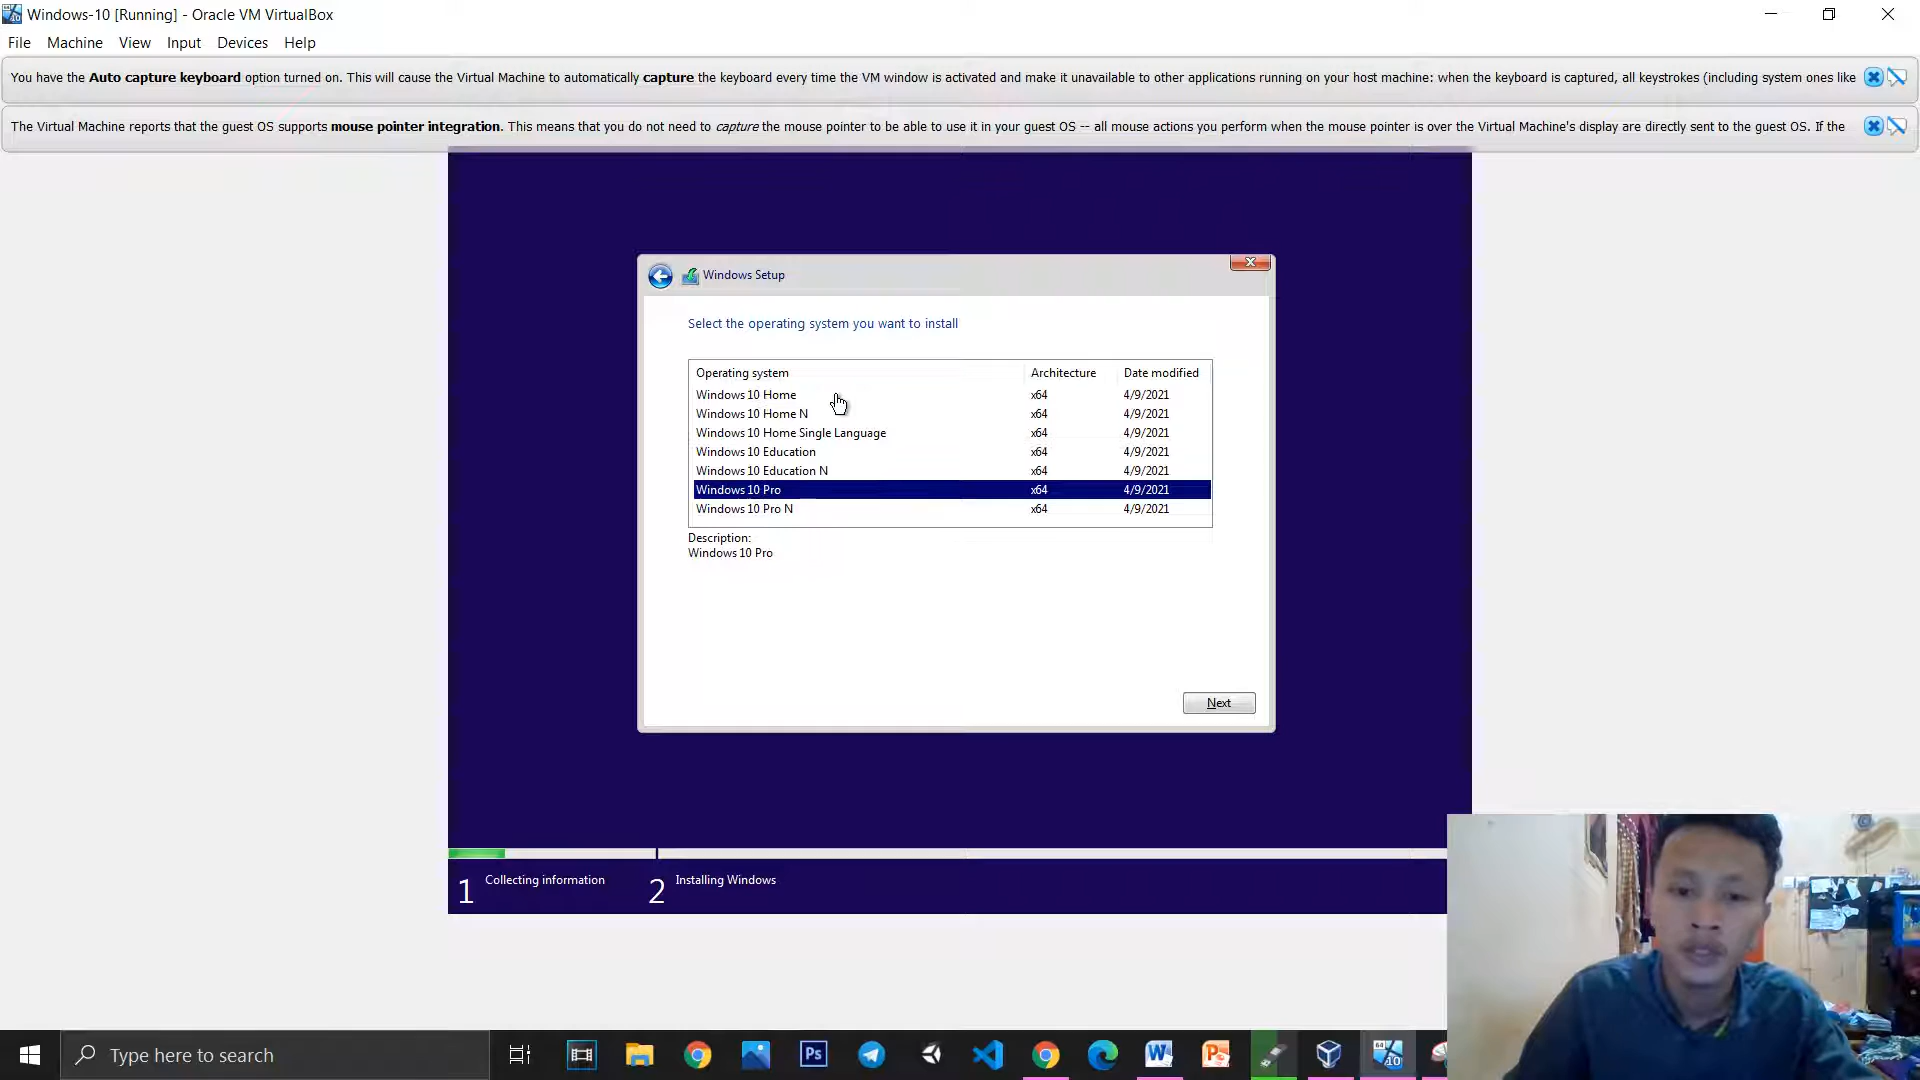 Windows-10 [Running] - Oracle VM VirtualBox
File Machine View Input Devices Help
You have the Auto capture keyboard option turned on. This will cause the Virtual Machine to automatically capture the keyboard every time the VM window is activated and make it unavailable to other applications running on your host machine: when the keyboard is captured, all keystrokes (including system ones like
The Virtual Machine reports that the guest OS supports mouse pointer integration. This means that you do not need to capture the mouse pointer to be able to use it in your guest OS -- all mouse actions you perform when the mouse pointer is over the Virtual Machine's display are directly sent to the guest OS. If the
Windows Setup
Select the operating system you want to install
Operating system Architecture Date modified
Windows 10 Home x64 4/9/2021
Windows 10 Home N x64 4/9/2021
Windows 10 Home Single Language x64 4/9/2021
Windows 10 Education x64 4/9/2021
Windows 10 Education N x64 4/9/2021
Windows 10 Pro x64 4/9/2021
Windows 10 Pro N x64 4/9/2021
Description:
Windows 10 Pro
Next
1 Collecting information 2 Installing Windows
Type here to search
Ps